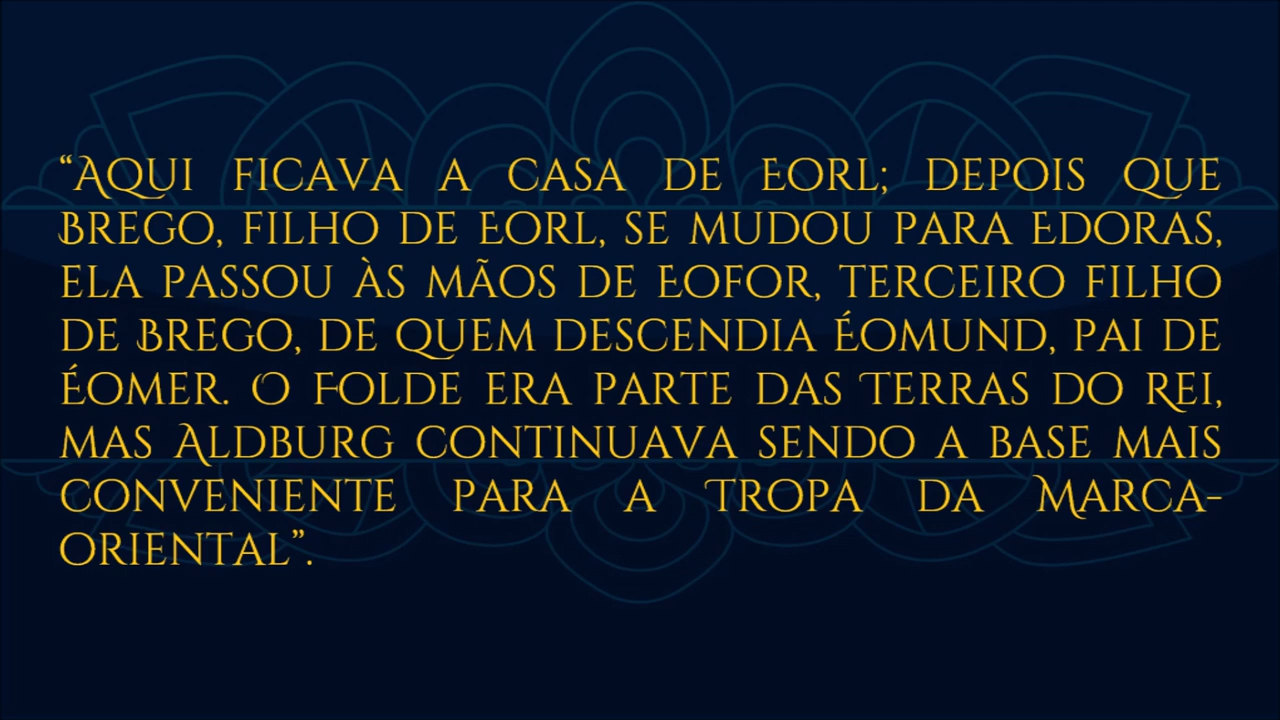 “Aqui ficava a casa de Eorl; depois que
Brego, filho de Eorl, se mudou para Edoras,
ela passou às mãos de Eofor, terceiro filho
de Brego, de quem descendia Éomund, pai de
Éomer. O Folde era parte das Terras do Rei,
mas Aldburg continuava sendo a base mais
conveniente para a Tropa da Marca-
oriental”.